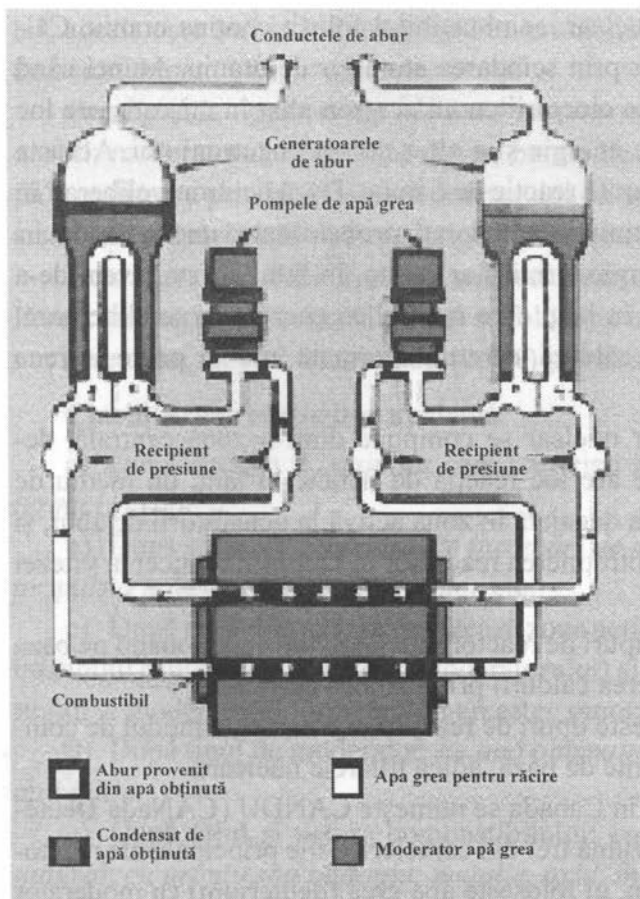 Conductele de abur
Generatoarele
de abur
Pompele de apă grea
Recipient
de presiune
Recipient
de presiune
Combustibil
Abur provenit
din apă obținută
Apa grea pentru răcire
Condensat de
apă obținută
Moderator apă grea